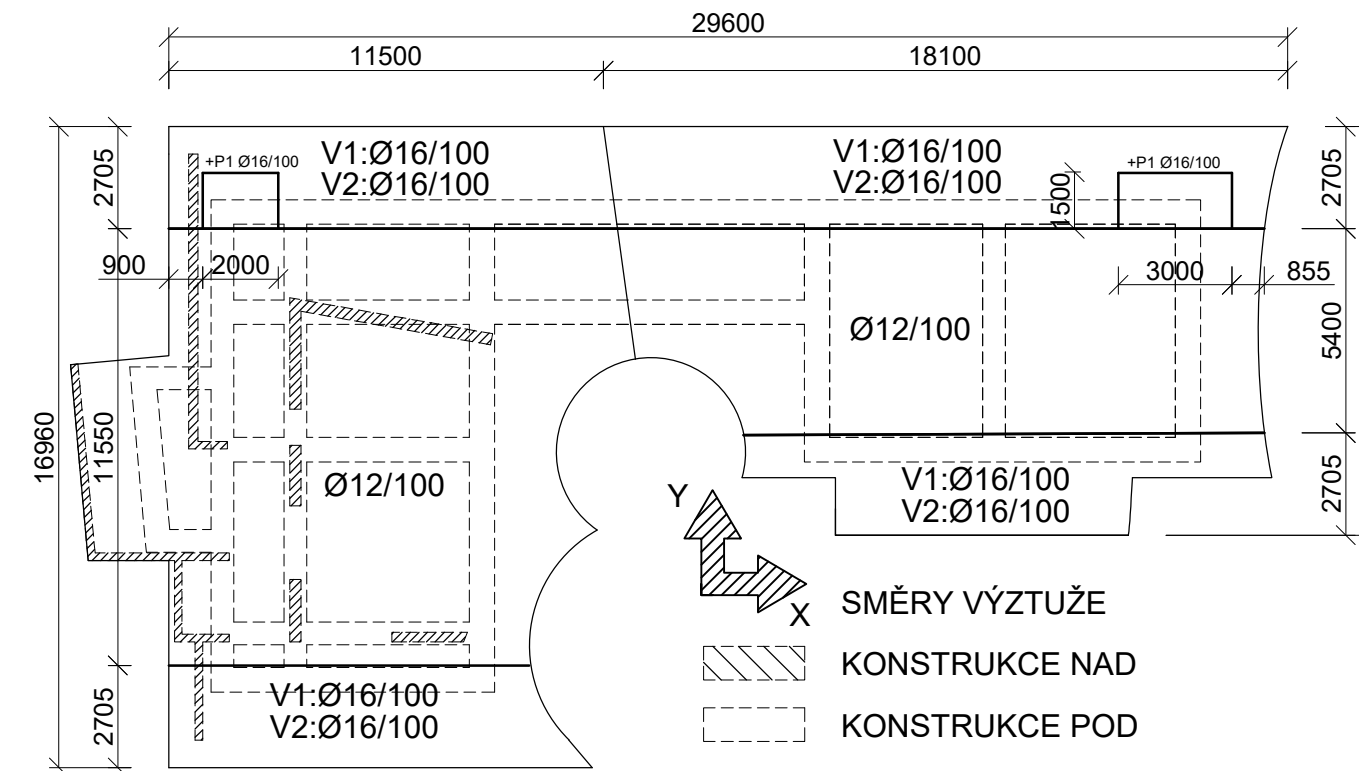 29600
11500
18100
V1:Ø16/100
V2:Ø16/100
V1:Ø16/100
V2:Ø16/100
+P1 Ø16/100
+P1 Ø16/100
2705
1500
2705
900
2000
3000
855
Ø12/100
5400
16960
11550
Ø12/100
V1:Ø16/100
V2:Ø16/100
2705
Y
X
SMĚRY VÝZTUŽE
KONSTRUKCE NAD
V1:Ø16/100
V2:Ø16/100
2705
KONSTRUKCE POD